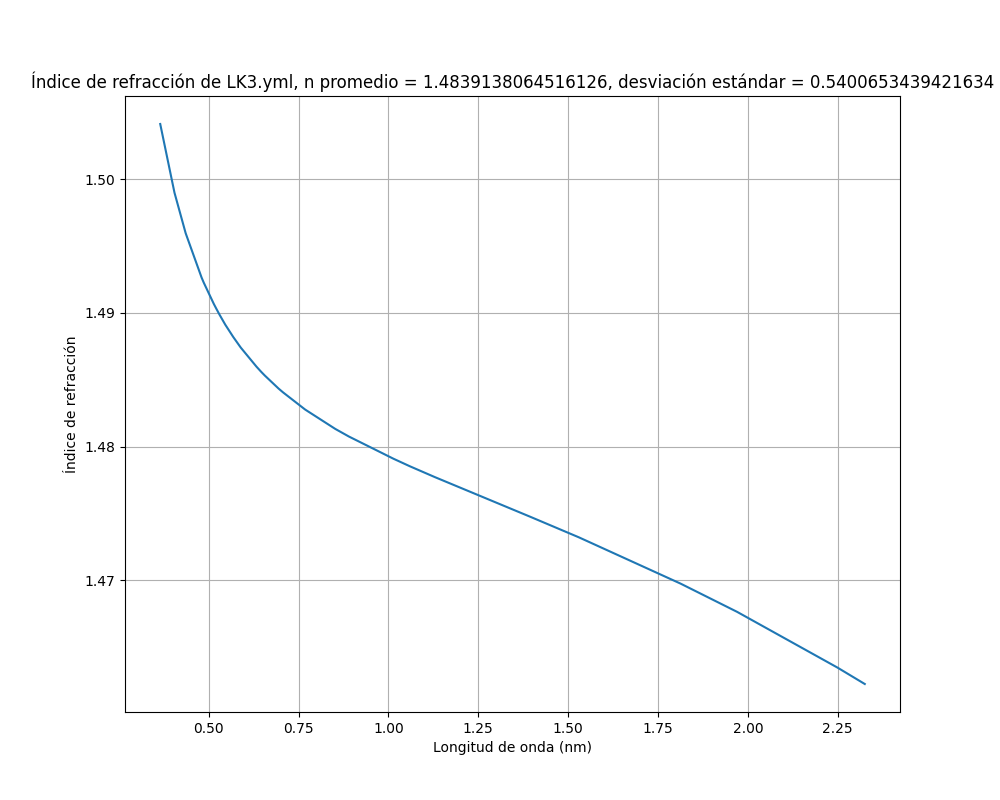 Índice de refracción de LK3.yml, n promedio = 1.4839138064516126, desviación estándar = 0.5400653439421634
Índice de refracción
1.50
1.49
1.48
1.47
0.50 0.75 1.00 1.25 1.50 1.75 2.00 2.25
Longitud de onda (nm)